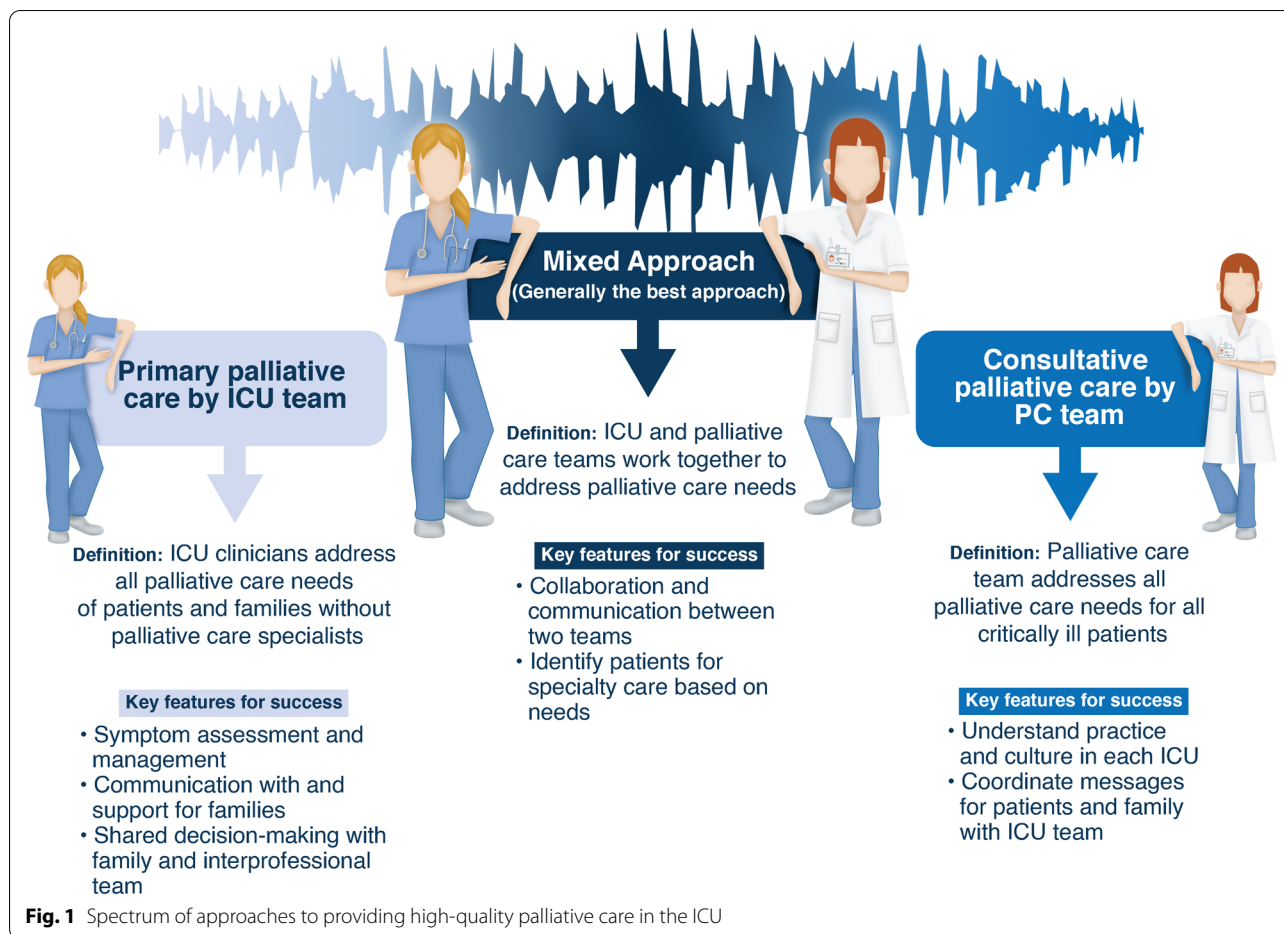 Mixed Approach
(Generally the best approach)
Definition: ICU and palliative
care teams work together to
address palliative care needs
Key features for success
• Collaboration and
communication between
two teams
• Identify patients for
specialty care based on
needs
Primary palliative
care by ICU team
Definition: ICU clinicians address
all palliative care needs
of patients and families without
palliative care specialists
Key features for success
• Symptom assessment and
management
• Communication with and
support for families
• Shared decision-making with
family and interprofessional
team
Consultative
palliative care by
PC team
Definition: Palliative care
team addresses all
palliative care needs for all
critically ill patients
Key features for success
• Understand practice
and culture in each ICU
• Coordinate messages
for patients and family
with ICU team
Fig. 1 Spectrum of approaches to providing high-quality palliative care in the ICU